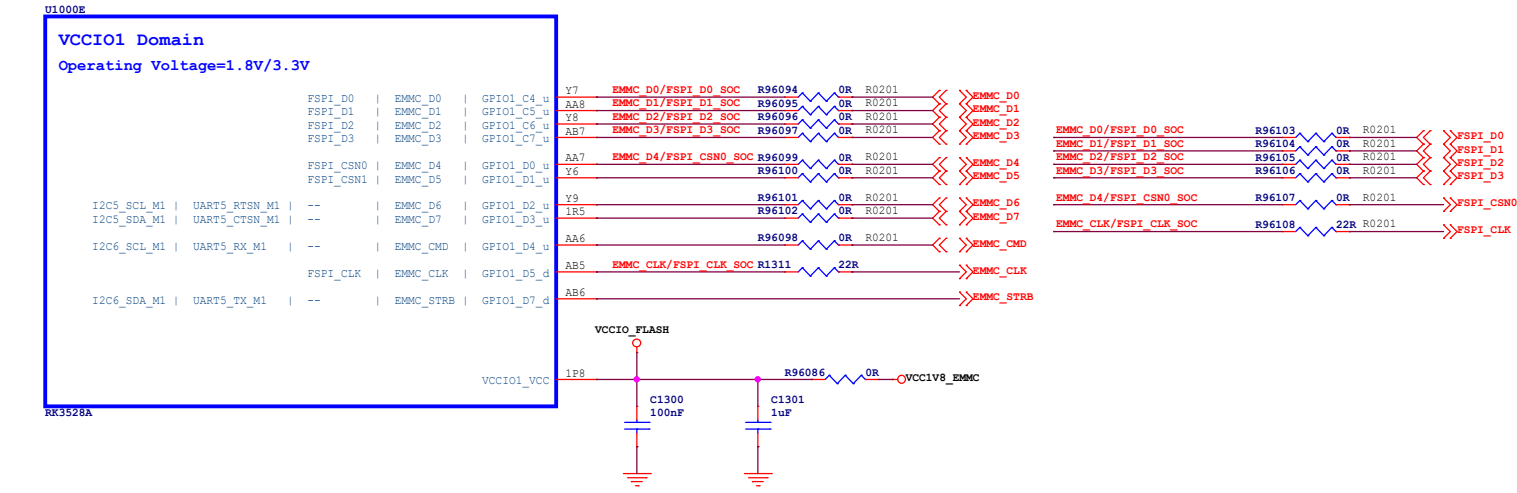 U1000E
VCCIO1 Domain
Operating Voltage=1.8V/3.3V
FSPI_D0 | EMMC_D0 | GPIO1_C4_u Y7 EMMC_D0/FSPI_D0_SOC R96094 0R R0201 EMMC_D0
FSPI_D1 | EMMC_D1 | GPIO1_C5_u AA8 EMMC_D1/FSPI_D1_SOC R96095 0R R0201 EMMC_D1
FSPI_D2 | EMMC_D2 | GPIO1_C6_u Y8 EMMC_D2/FSPI_D2_SOC R96096 0R R0201 EMMC_D2
FSPI_D3 | EMMC_D3 | GPIO1_C7_u AB7 EMMC_D3/FSPI_D3_SOC R96097 0R R0201 EMMC_D3
EMMC_D0/FSPI_D0_SOC R96103 0R R0201 FSPI_D0
EMMC_D1/FSPI_D1_SOC R96104 0R R0201 FSPI_D1
EMMC_D2/FSPI_D2_SOC R96105 0R R0201 FSPI_D2
EMMC_D3/FSPI_D3_SOC R96106 0R R0201 FSPI_D3
FSPI_CSN0 | EMMC_D4 | GPIO1_D0_u AA7 EMMC_D4/FSPI_CSN0_SOC R96099 0R R0201 EMMC_D4
FSPI_CSN1 | EMMC_D5 | GPIO1_D1_u Y6 R96100 0R R0201 EMMC_D5
I2C5_SCL_M1 | UART5_RTSN_M1 | -- | EMMC_D6 | GPIO1_D2_u Y9 R96101 0R R0201 EMMC_D6
I2C5_SDA_M1 | UART5_CTSN_M1 | -- | EMMC_D7 | GPIO1_D3_u 1R5 R96102 0R R0201 EMMC_D7
EMMC_D4/FSPI_CSN0_SOC R96107 0R R0201 FSPI_CSN0
EMMC_CLK/FSPI_CLK_SOC R96108 22R R0201 FSPI_CLK
I2C6_SCL_M1 | UART5_RX_M1 | -- | EMMC_CMD | GPIO1_D4_u AA6 R96098 0R R0201 EMMC_CMD
FSPI_CLK | EMMC_CLK | GPIO1_D5_d AB5 EMMC_CLK/FSPI_CLK_SOC R1311 22R EMMC_CLK
I2C6_SDA_M1 | UART5_TX_M1 | -- | EMMC_STRB | GPIO1_D7_d AB6 EMMC_STRB
VCCIO_FLASH
VCCIO1_VCC 1P8 R96086 0R VCC1V8_EMMC
C1300 C1301
100nF 1uF
RK3528A